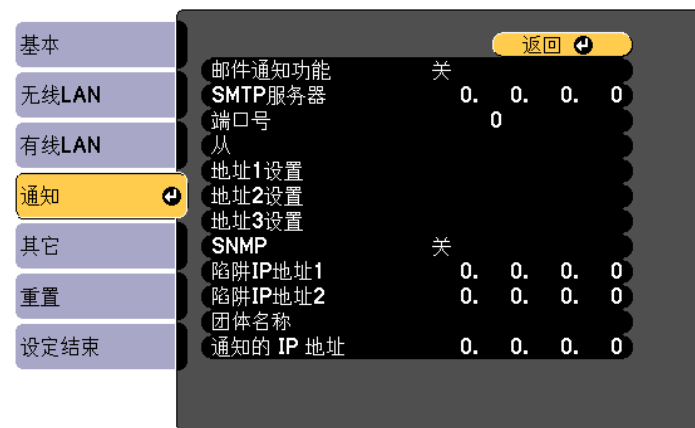 基本
无线LAN
有线LAN
通知
其它
重置
设定结束
返回
邮件通知功能 关
SMTP服务器 0. 0. 0. 0
端口号 0
从
地址1设置
地址2设置
地址3设置
SNMP 关
陷阱IP地址1 0. 0. 0. 0
陷阱IP地址2 0. 0. 0. 0
团体名称
通知的 IP 地址 0. 0. 0. 0